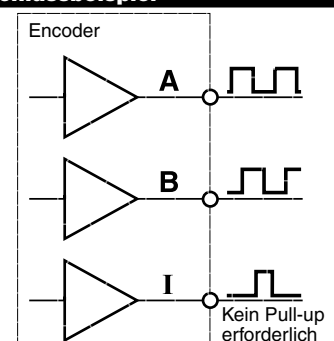 Encoder
A
B
I
Kein Pull-up
erforderlich